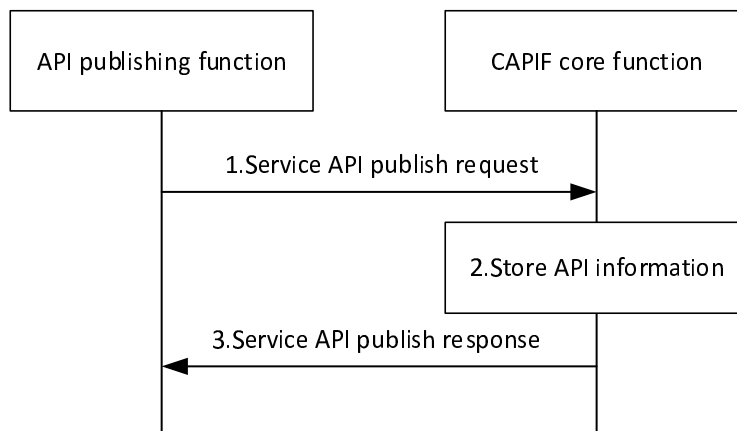 API publishing function
CAPIF core function
1.Service API publish request
2.Store API information
3.Service API publish response